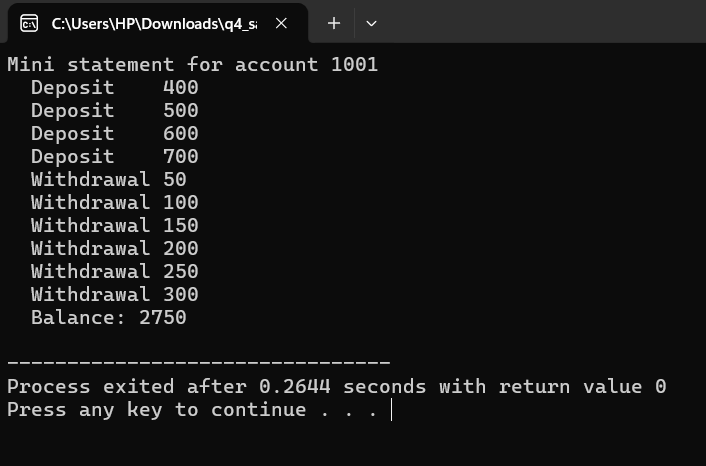 C:\Users\HP\Downloads\q4_sa
Mini statement for account 1001
  Deposit    400
  Deposit    500
  Deposit    600
  Deposit    700
  Withdrawal 50
  Withdrawal 100
  Withdrawal 150
  Withdrawal 200
  Withdrawal 250
  Withdrawal 300
  Balance: 2750
--------------------------------
Process exited after 0.2644 seconds with return value 0
Press any key to continue . . .